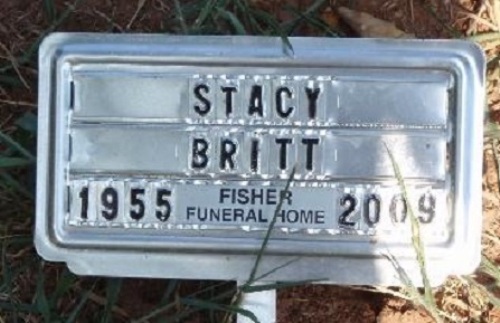 STACY
BRITT
1955 FISHER FUNERAL HOME 2009